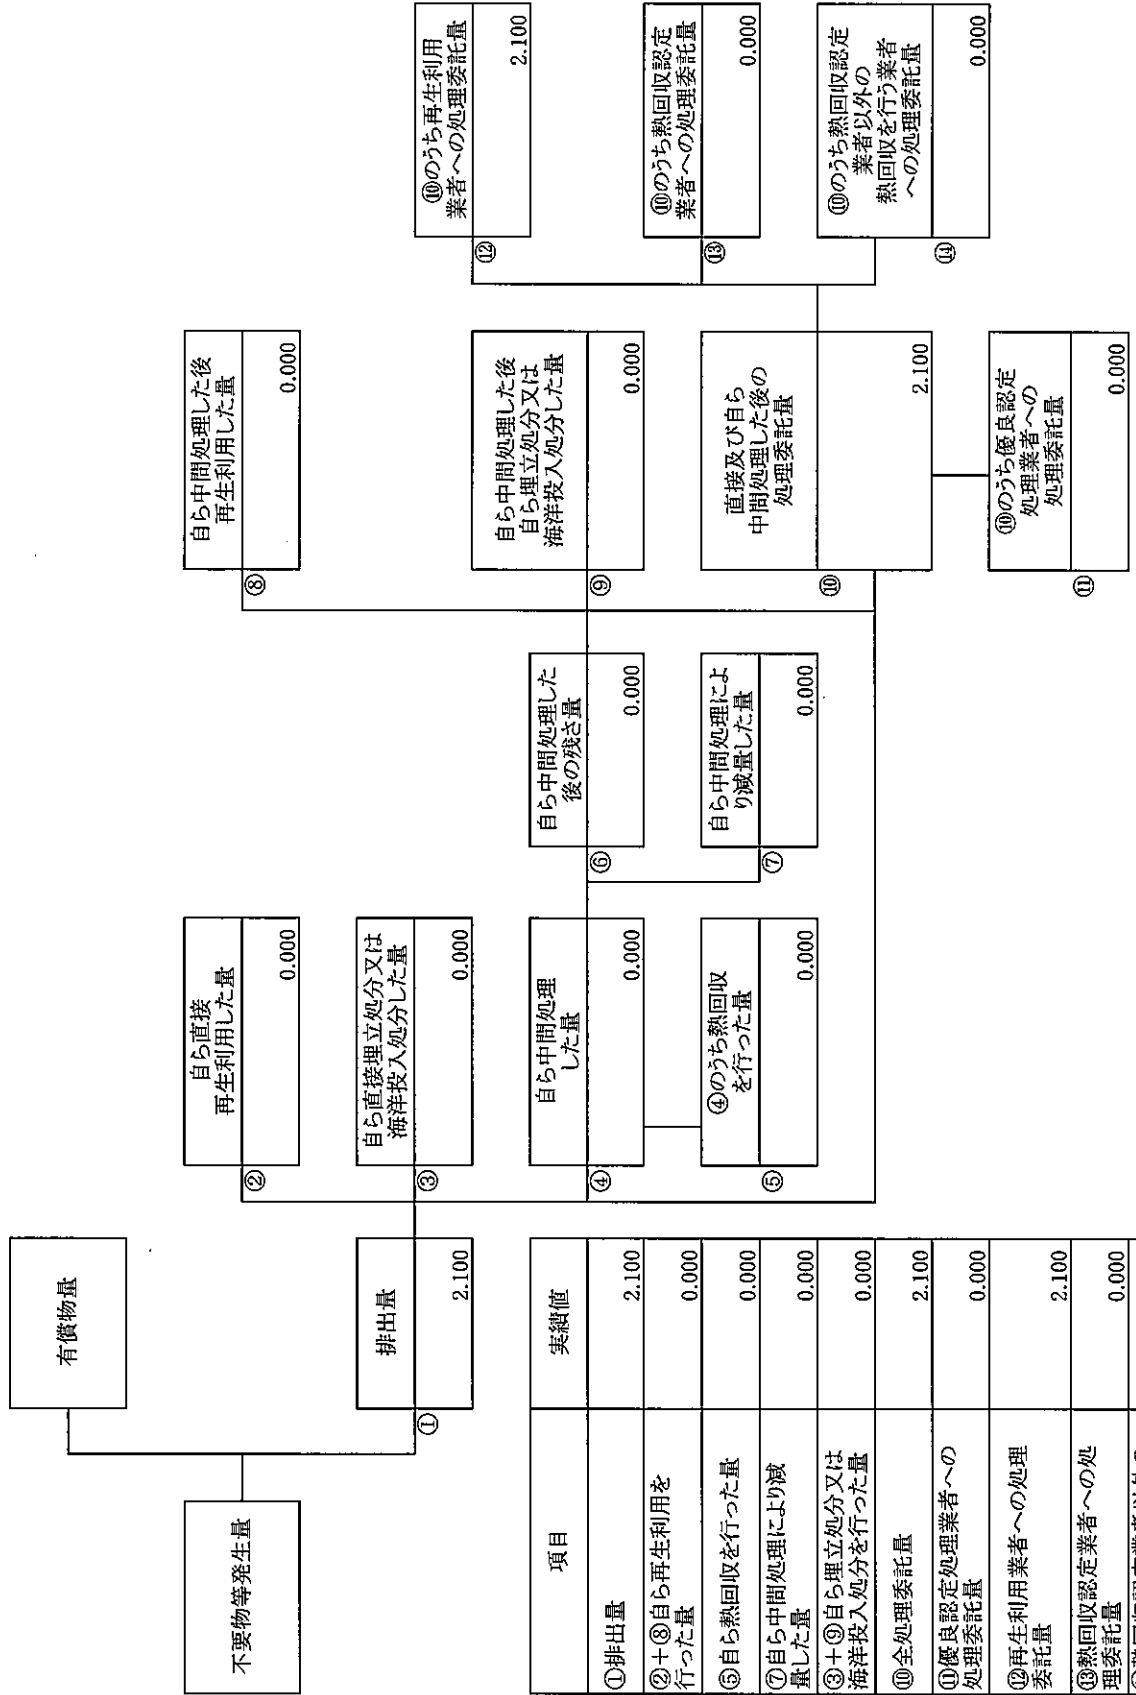 有償物量
不要物等発生量
排出量
①
2.100
自ら直接
再生利用した量
②
0.000
自ら直接埋立処分又は
海洋投入処分した量
③
0.000
自ら中間処理
した量
④
0.000
④のうち熱回収
を行った量
⑤
0.000
自ら中間処理した
後の残さ量
⑥
0.000
自ら中間処理によ
り減量した量
⑦
0.000
自ら中間処理した後
再生利用した量
⑧
0.000
自ら中間処理した後
自ら埋立処分又は
海洋投入処分した量
⑨
0.000
直接及び自ら
中間処理した後の
処理委託量
⑩
2.100
⑩のうち優良認定
処理業者への
処理委託量
⑪
0.000
⑩のうち再生利用
業者への処理委託量
⑫
2.100
⑩のうち熱回収認定
業者への処理委託量
⑬
0.000
⑩のうち熱回収認定
業者以外の
熱回収を行う業者
への処理委託量
⑭
0.000
項目 実績値
①排出量 2.100
②+⑧自ら再生利用を
行った量 0.000
⑤自ら熱回収を行った量 0.000
⑦自ら中間処理により減
量した量 0.000
③+⑨自ら埋立処分又は
海洋投入処分を行った量 0.000
⑩全処理委託量 2.100
⑪優良認定処理業者への
処理委託量 0.000
⑫再生利用業者への処理
委託量 2.100
⑬熱回収認定業者への処
理委託量 0.000